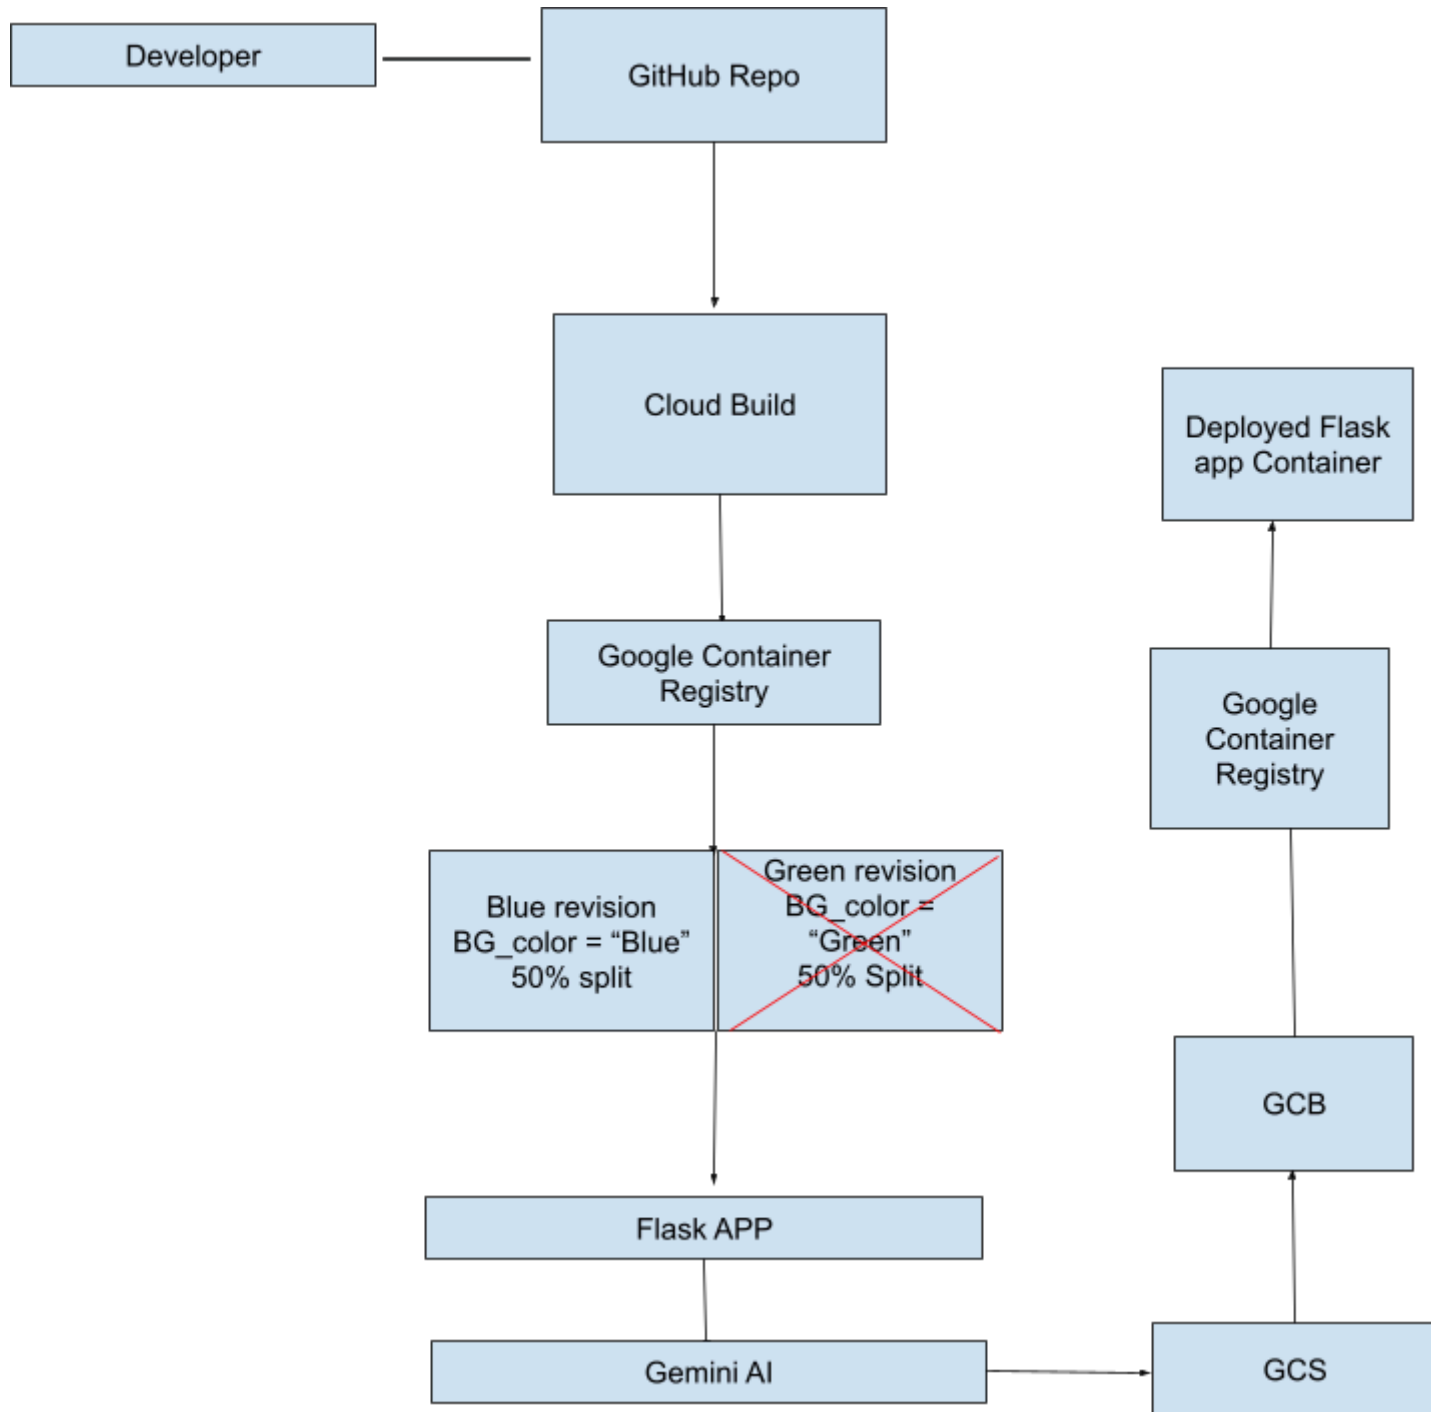 Developer
GitHub Repo
Cloud Build
Google Container
Registry
Blue revision
BG_color = “Blue”
50% split
Green revision
BG_color =
“Green”
50% Split
Flask APP
Gemini AI
GCS
GCB
Google
Container
Registry
Deployed Flask
app Container